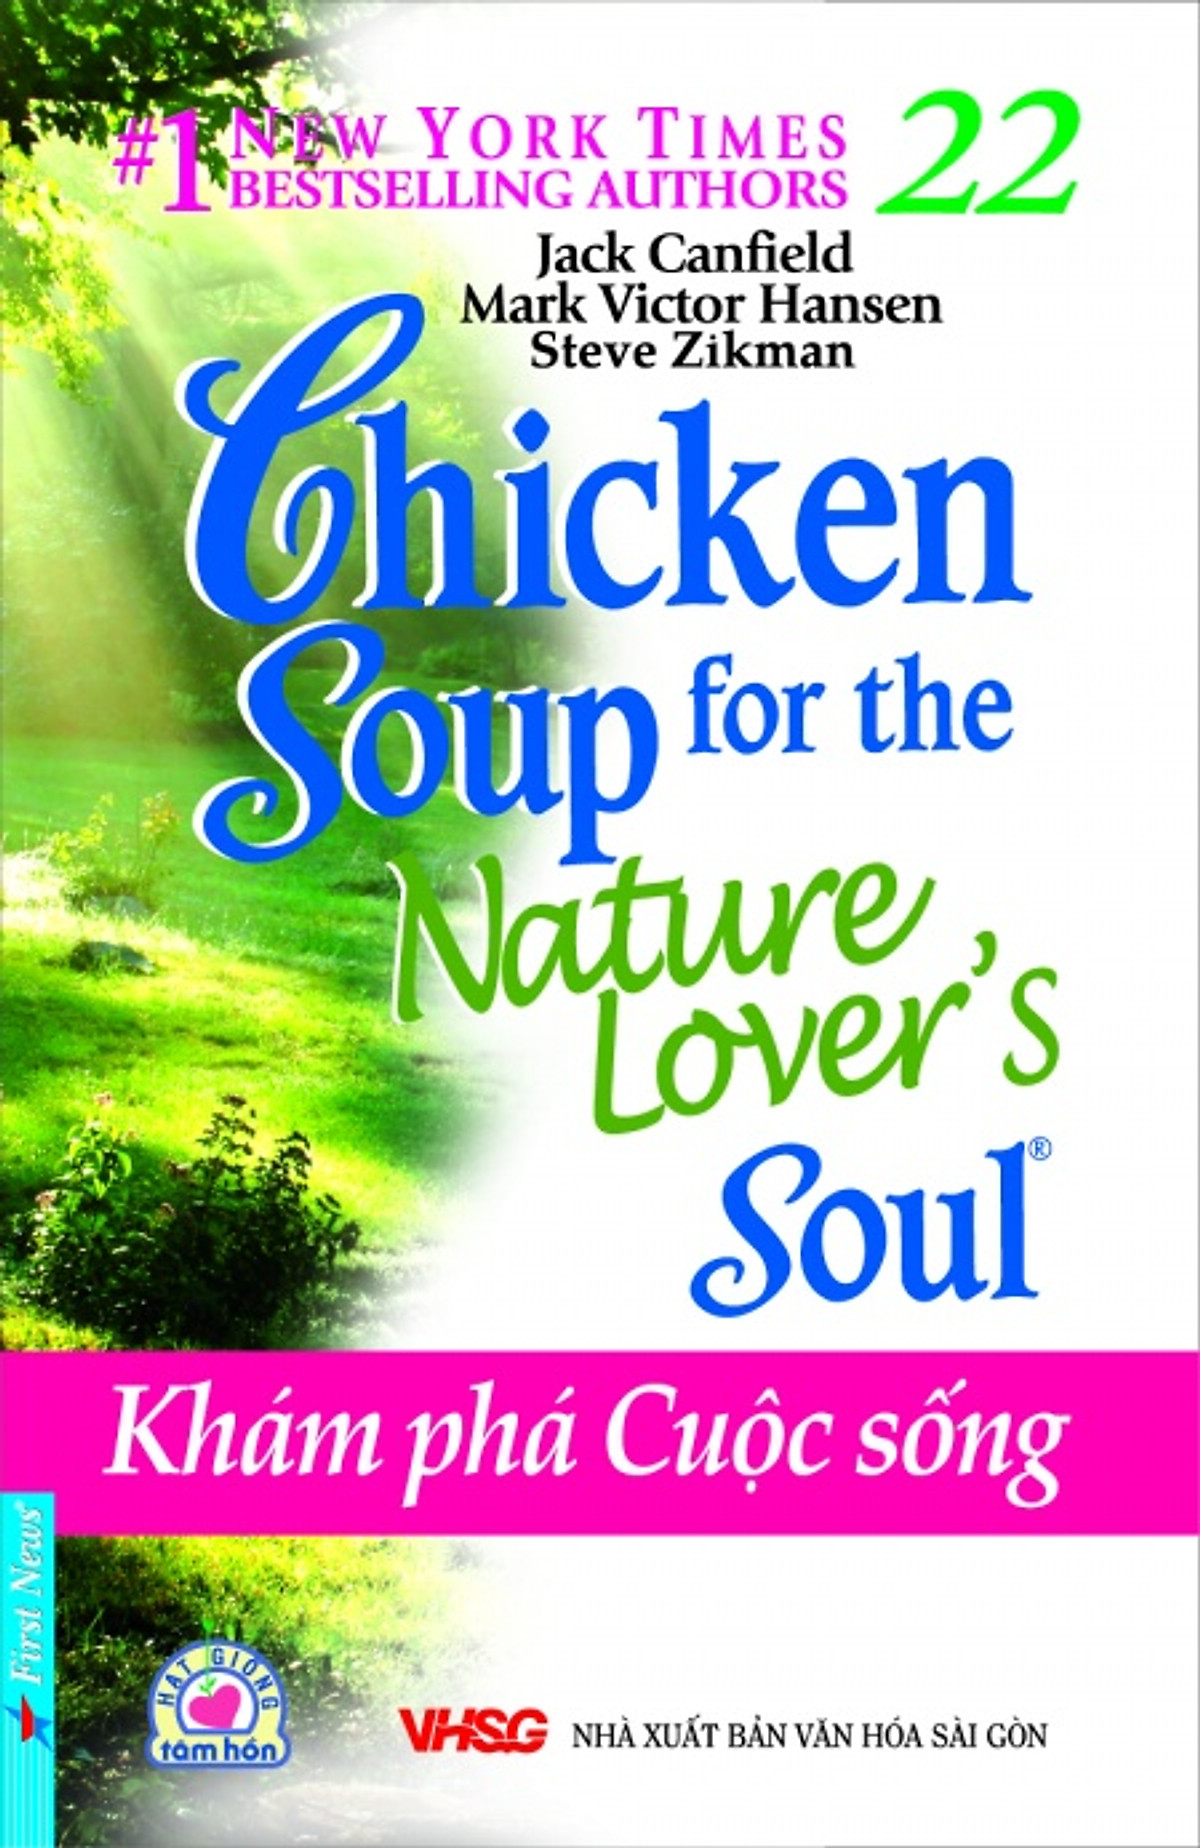 #1 NEW YORK TIMES
BESTSELLING AUTHORS
22
Jack Canfield
Mark Victor Hansen
Steve Zikman
Chicken
Soup for the
Nature
Lover's
Soul®
Khám phá Cuộc sống
First News®
HẠT GIỐNG
tâm hồn
VHSG NHÀ XUẤT BẢN VĂN HÓA SÀI GÒN